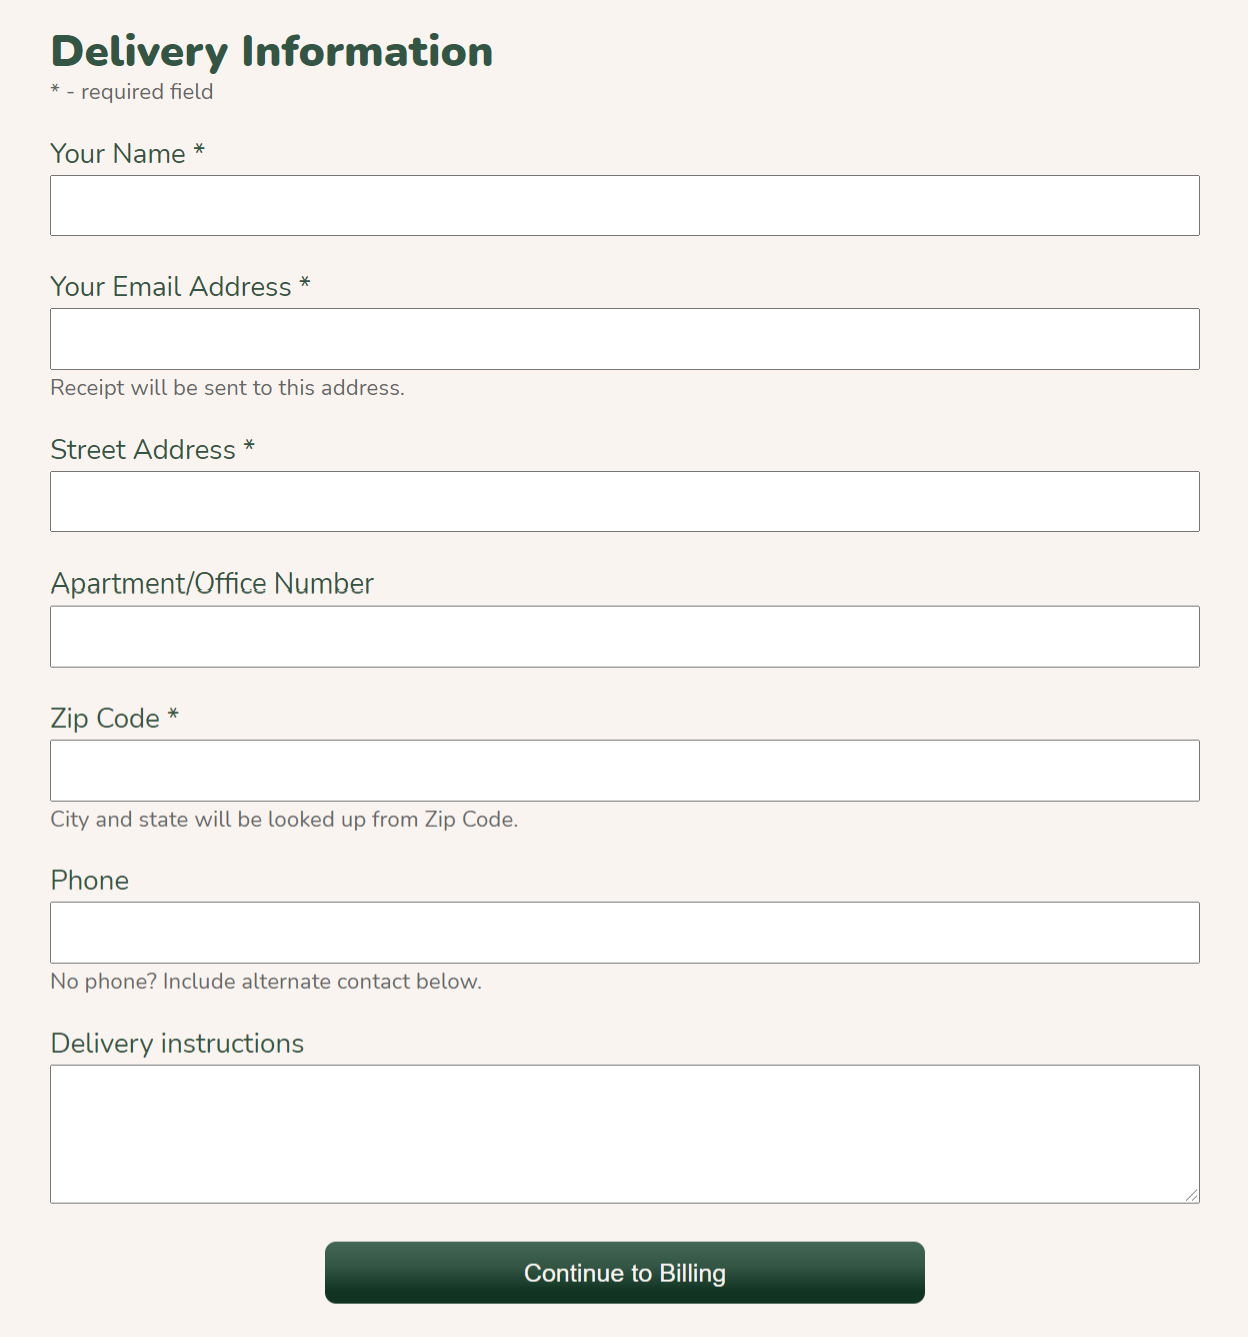 Delivery Information
* - required field
Your Name *
Your Email Address *
Receipt will be sent to this address.
Street Address *
Apartment/Office Number
Zip Code *
City and state will be looked up from Zip Code.
Phone
No phone? Include alternate contact below.
Delivery instructions
Continue to Billing